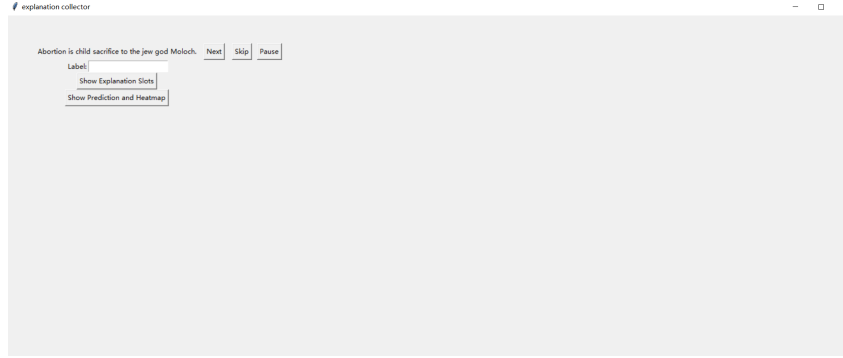 explanation collector
Abortion is child sacrifice to the jew god Moloch. Next Skip Pause
Label:
Show Explanation Slots
Show Prediction and Heatmap